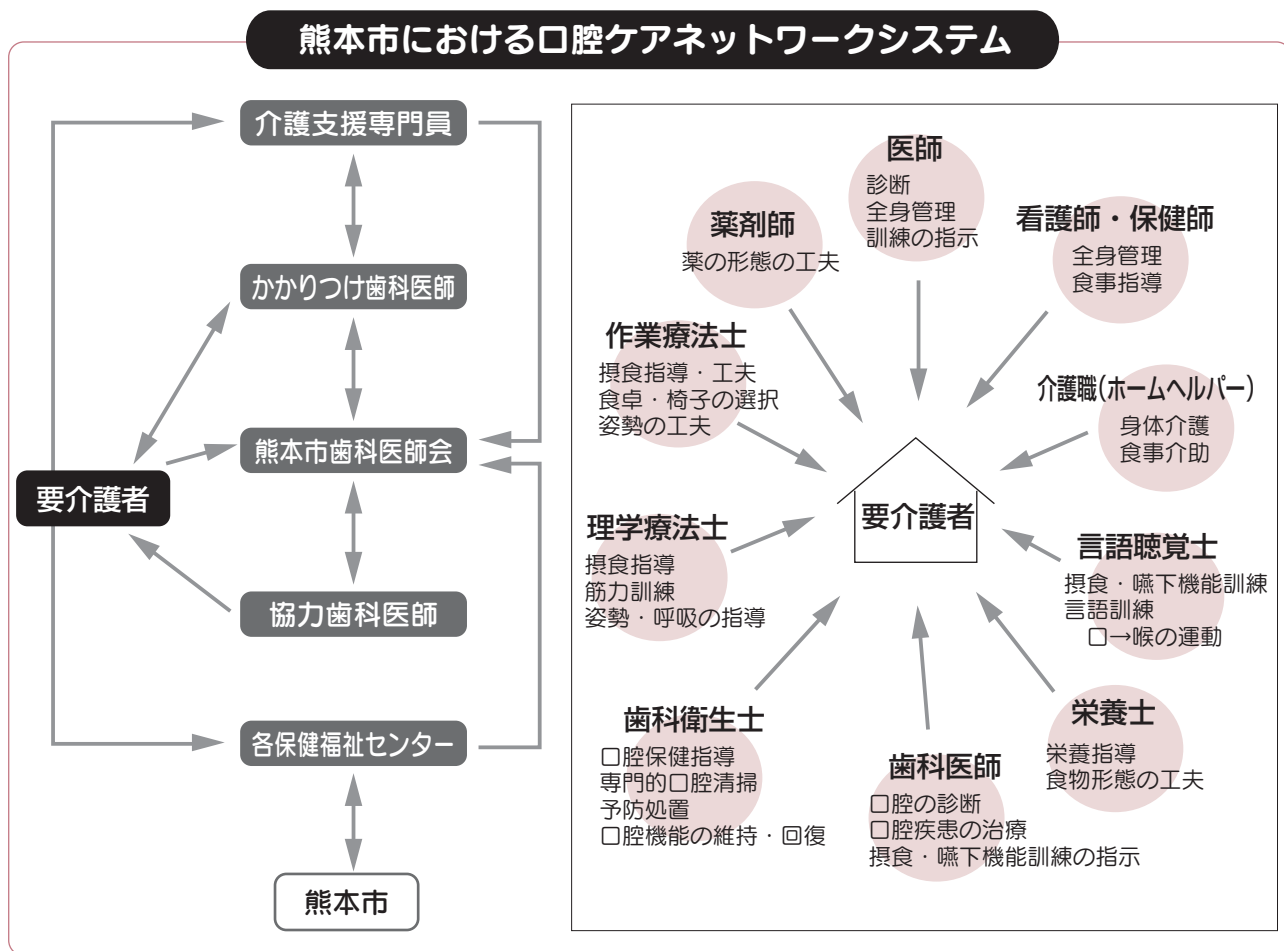 熊本市における口腔ケアネットワークシステム
介護支援専門員
かかりつけ歯科医師
熊本市歯科医師会
要介護者
協力歯科医師
各保健福祉センター
熊本市
医師
診断
全身管理
訓練の指示
薬剤師
薬の形態の工夫
看護師・保健師
全身管理
食事指導
作業療法士
摂食指導・工夫
食卓・椅子の選択
姿勢の工夫
介護職(ホームヘルパー)
身体介護
食事介助
要介護者
理学療法士
摂食指導
筋力訓練
姿勢・呼吸の指導
言語聴覚士
摂食・嚥下機能訓練
言語訓練
口→喉の運動
歯科衛生士
口腔保健指導
専門的口腔清掃
予防処置
口腔機能の維持・回復
歯科医師
口腔の診断
口腔疾患の治療
摂食・嚥下機能訓練の指示
栄養士
栄養指導
食物形態の工夫